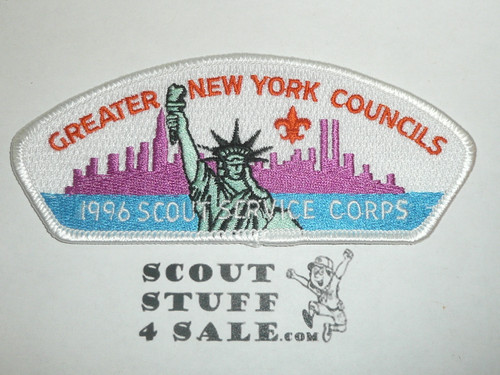 GREATER NEW YORK COUNCILS
1996 SCOUT SERVICE CORPS
SCOUT
STUFF
4 SALE.COM